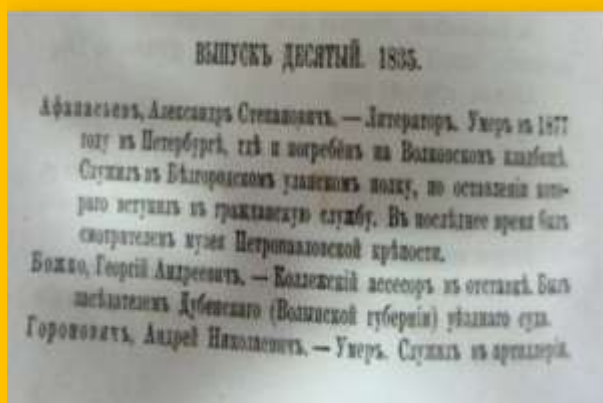 ВЫПУСКЪ ДЕСЯТЫЙ. 1835.
Афанасьевъ, Александръ Степановичъ. — Литераторъ. Умеръ въ 1877
году въ Петербургѣ, гдѣ и погребёнъ на Волковскомъ кладбищѣ.
Служилъ въ Бѣлгородскомъ уланскомъ полку, по оставленіи кото-
раго вступилъ въ гражданскую службу. Въ послѣднее время былъ
смотрителемъ музея Петропавловской крѣпости.
Божко, Георгій Андреевичъ. — Коллежскій ассесоръ въ отставкѣ. Былъ
засѣдателемъ Дубенскаго (Волынской губерніи) уѣзднаго суда.
Гороновичъ, Андрей Николаевичъ. — Умеръ. Служилъ въ артиллеріи.